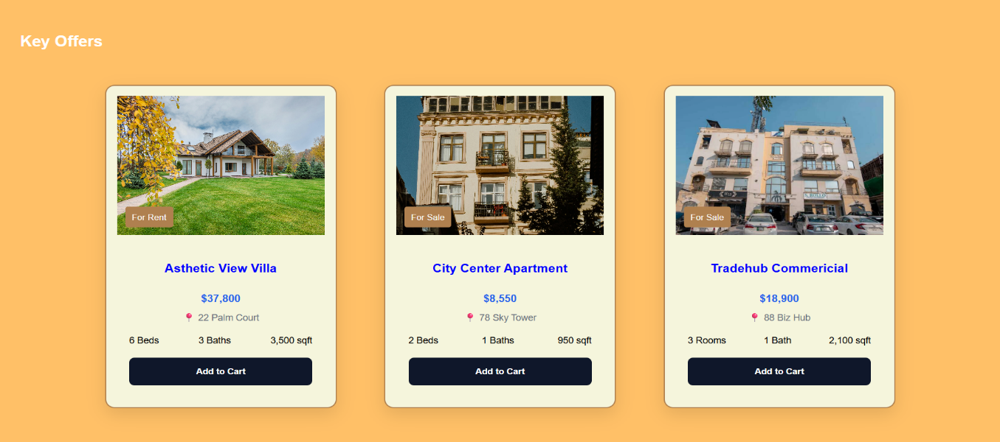 Key Offers
For Rent
Asthetic View Villa
$37,800
📍 22 Palm Court
6 Beds 3 Baths 3,500 sqft
Add to Cart
For Sale
City Center Apartment
$8,550
📍 78 Sky Tower
2 Beds 1 Baths 950 sqft
Add to Cart
For Sale
Tradehub Commericial
$18,900
📍 88 Biz Hub
3 Rooms 1 Bath 2,100 sqft
Add to Cart